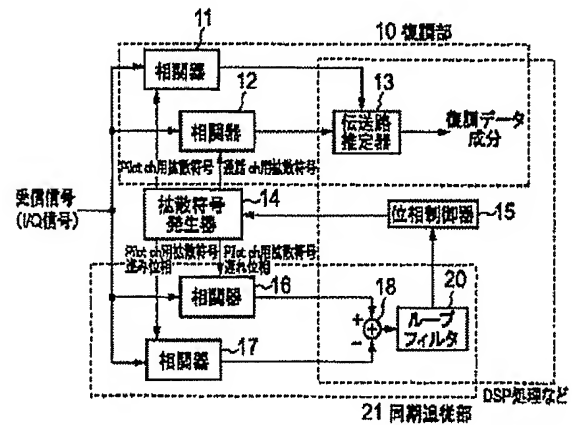 11
10 復調部
相関器
12
13
相関器
伝送路
推定器
復調データ
成分
Pilot ch用拡散符号
通話 ch用拡散符号
14
受信信号
(I/Q信号)
拡散符号
発生器
位相制御器
15
Pilot ch用拡散符号
進み位相
Pilot ch用拡散符号
遅れ位相
相関器
16
18
20
+
−
ループ
フィルタ
相関器
17
DSP処理など
21 同期追従部